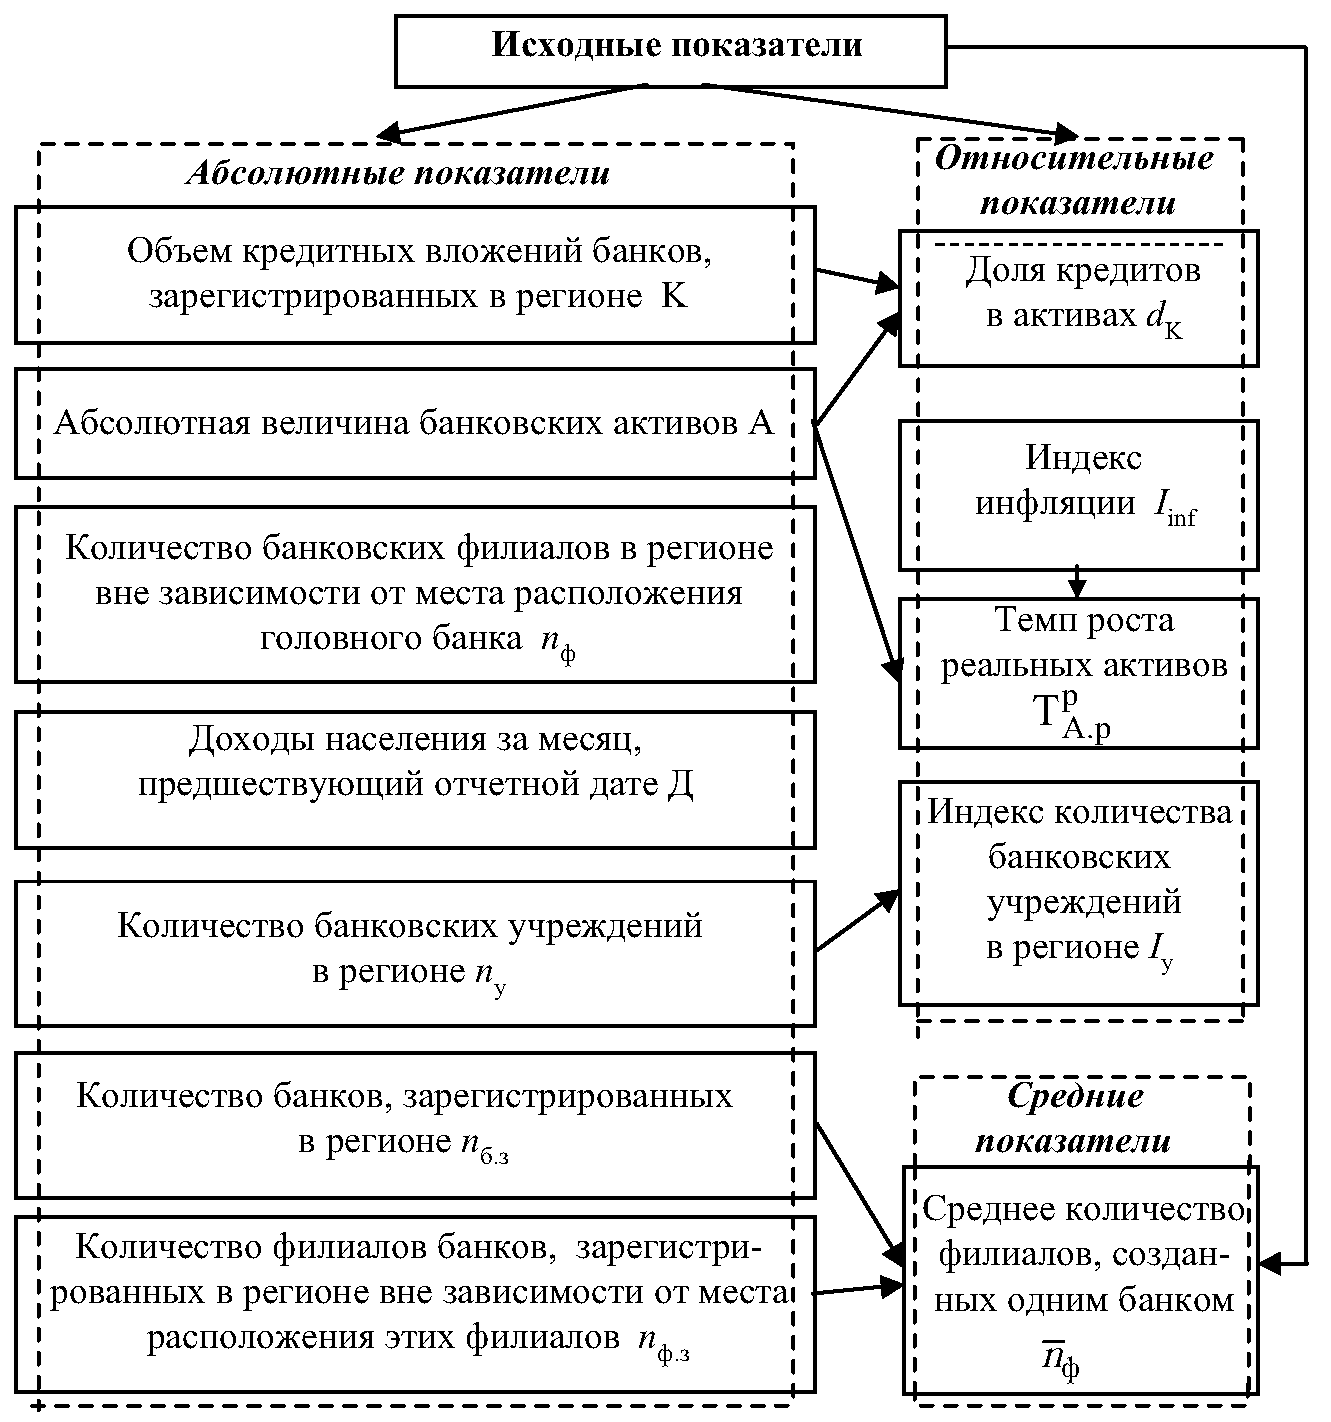 Исходные показатели
Абсолютные показатели
Объем кредитных вложений банков,
зарегистрированных в регионе К
Абсолютная величина банковских активов А
Количество банковских филиалов в регионе
вне зависимости от места расположения
головного банка nф
Доходы населения за месяц,
предшествующий отчетной дате Д
Количество банковских учреждений
в регионе nу
Количество банков, зарегистрированных
в регионе nб.з
Количество филиалов банков, зарегистри-
рованных в регионе вне зависимости от места
расположения этих филиалов nф.з
Относительные
показатели
Доля кредитов
в активах dК
Индекс
инфляции Iinf
Темп роста
реальных активов
Т^р_А.р
Индекс количества
банковских
учреждений
в регионе Iу
Средние
показатели
Среднее количество
филиалов, создан-
ных одним банком
n̅ф